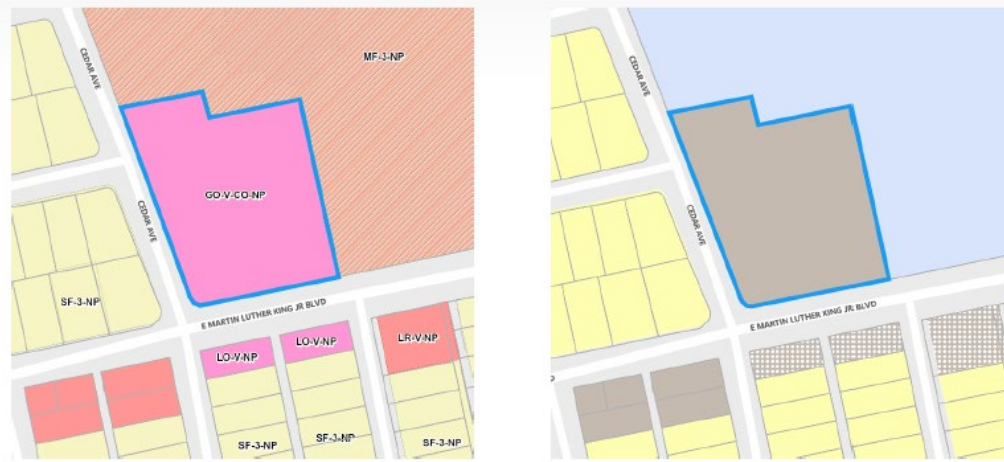 CEDAR AVE
MF-3-NP
GO-V-CO-NP
CEDAR AVE
SF-3-NP
E MARTIN LUTHER KING JR BLVD
LO-V-NP
LO-V-NP
LR-V-NP
SF-3-NP
SF-3-NP
SF-3-NP
CEDAR AVE
CEDAR AVE
E MARTIN LUTHER KING JR BLVD